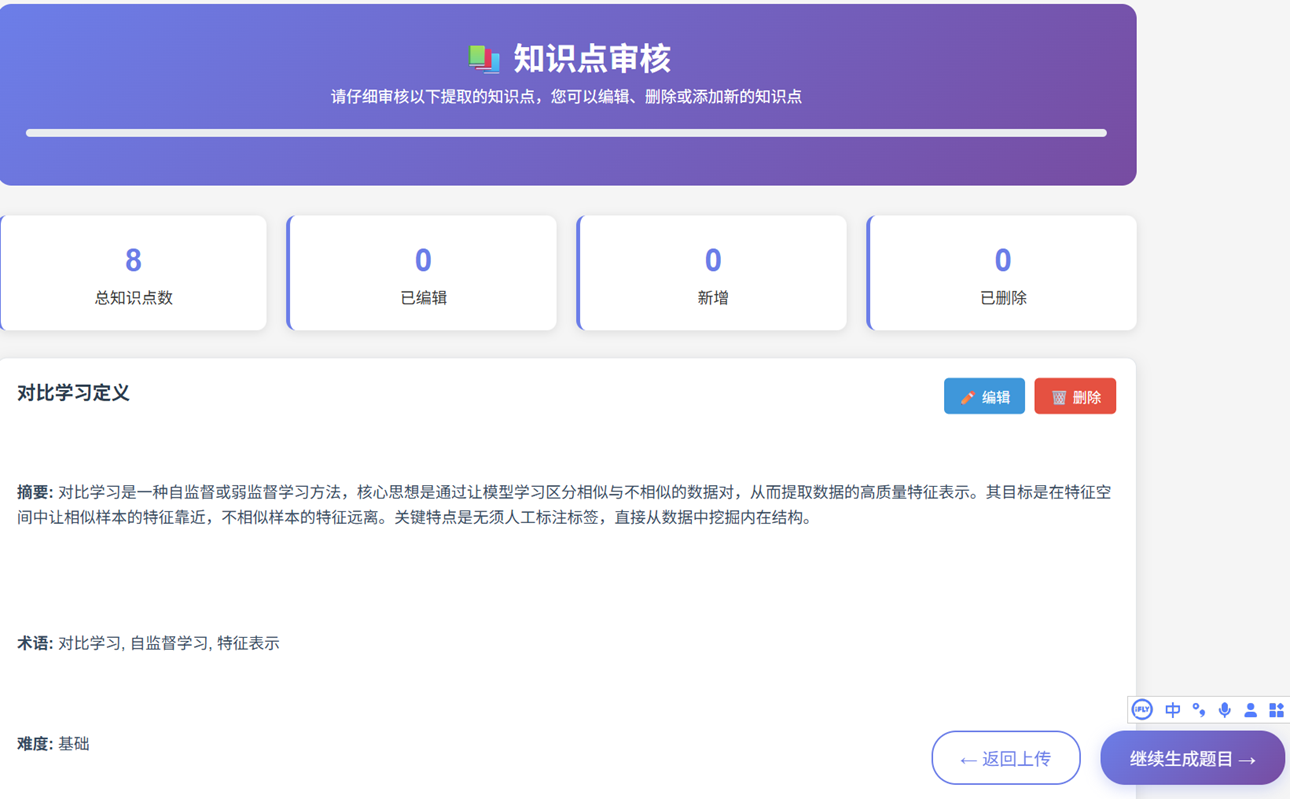 知识点审核
请仔细审核以下提取的知识点，您可以编辑、删除或添加新的知识点
8
总知识点数
0
已编辑
0
新增
0
已删除
对比学习定义
编辑
删除
摘要: 对比学习是一种自监督或弱监督学习方法，核心思想是通过让模型学习区分相似与不相似的数据对，从而提取数据的高质量特征表示。其目标是在特征空
间中让相似样本的特征靠近，不相似样本的特征远离。关键特点是无须人工标注标签，直接从数据中挖掘内在结构。
术语: 对比学习, 自监督学习, 特征表示
iFLY 中
难度: 基础
← 返回上传
继续生成题目 →